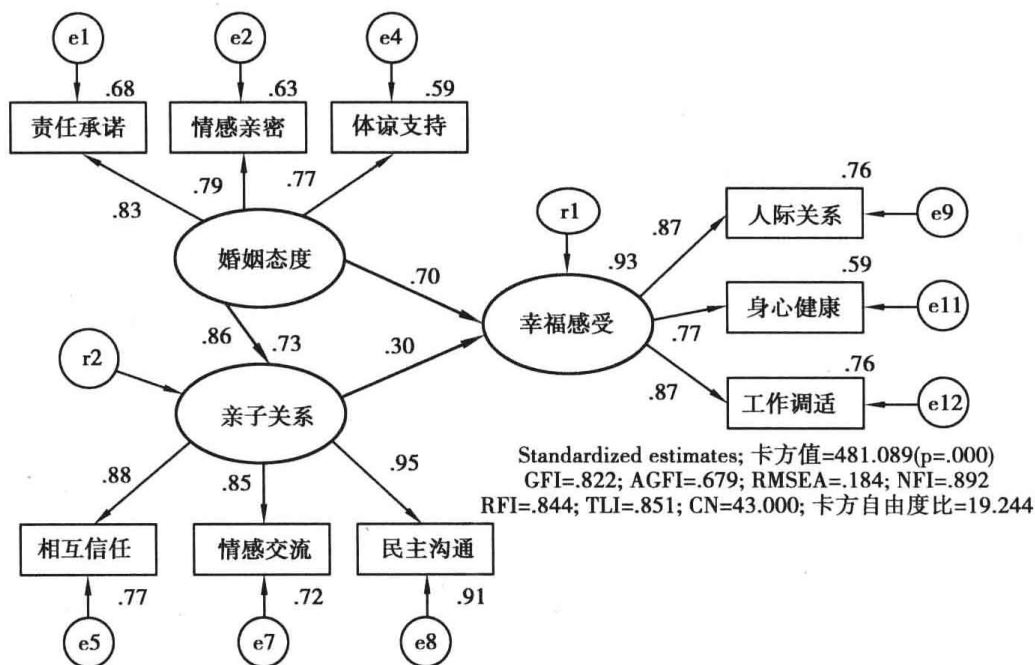 e1
e2
e4
.68
.63
.59
责任承诺
情感亲密
体谅支持
.83
.79
.77
婚姻态度
.70
.86
.73
.30
r2
亲子关系
.88
.85
.95
相互信任
情感交流
民主沟通
.77
.72
.91
e5
e7
e8
r1
.93
幸福感受
.87
.77
.87
.76
人际关系
e9
.59
身心健康
e11
.76
工作调适
e12
Standardized estimates; 卡方值=481.089(p=.000)
GFI=.822; AGFI=.679; RMSEA=.184; NFI=.892
RFI=.844; TLI=.851; CN=43.000; 卡方自由度比=19.244